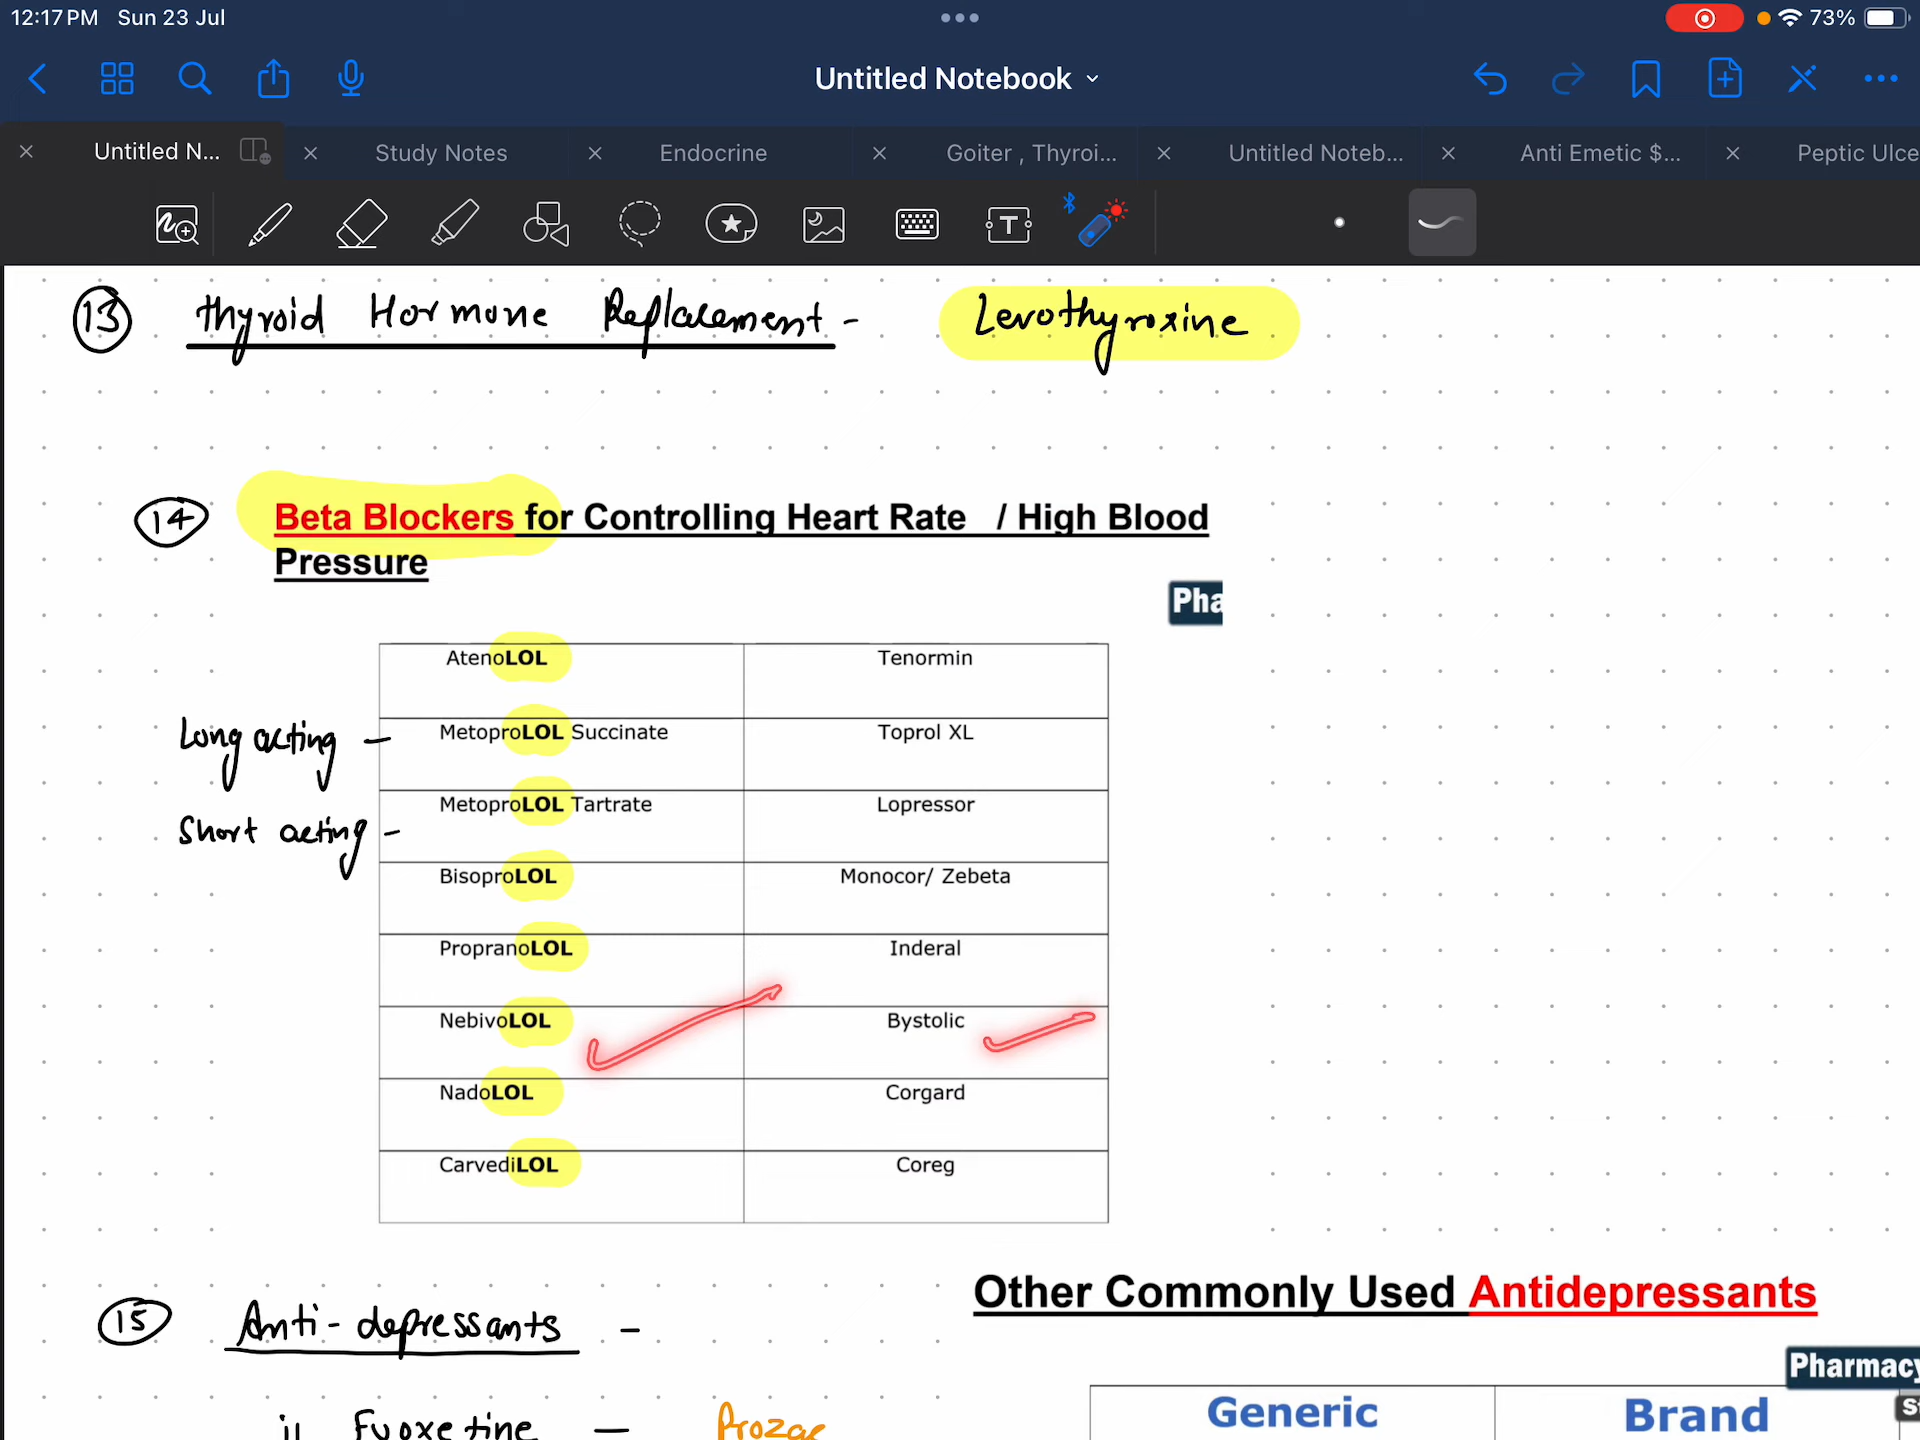 12:17 PM Sun 23 Jul 73%
Untitled Notebook
Untitled N... Study Notes Endocrine Goiter , Thyroi... Untitled Noteb... Anti Emetic $... Peptic Ulce
13 Thyroid Hormone Replacement - Levothyroxine
14 Beta Blockers for Controlling Heart Rate / High Blood
Pressure
Pha
AtenoLOL Tenormin
Long acting - MetoproLOL Succinate Toprol XL
Short acting - MetoproLOL Tartrate Lopressor
BisoproLOL Monocor/ Zebeta
PropranoLOL Inderal
NebivoLOL Bystolic
NadoLOL Corgard
CarvediLOL Coreg
Other Commonly Used Antidepressants
15 Anti-depressants -
Pharmacy
Generic Brand
i) Fuoxetine — Prozac